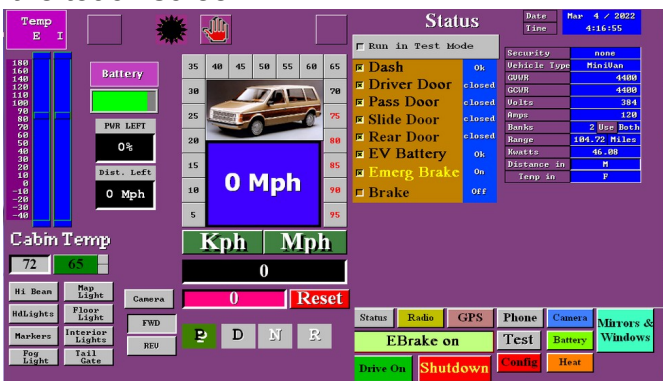 Temp
E I
180
160
140
120
110
100
90
80
70
60
50
40
30
20
10
0
-10
-20
-30
-40
Battery
PWR LEFT
0%
Dist. Left
0 Mph
Cabin Temp
72 65
Hi Beam Map Light
HdLights Floor Light
Markers Interior Lights
Fog Light Tail Gate
Camera
FWD
REV
35 40 45 50 55 60 65
30 70
25 75
20 80
15 85
10 90
5 95
0 Mph
Kph Mph
0
0 Reset
P D N R
Status
Run in Test Mode
Dash Ok
Driver Door closed
Pass Door closed
Slide Door closed
Rear Door closed
EV Battery Ok
Emerg Brake On
Brake Off
Date Mar 4 / 2022
Time 4:16:55
Security none
Vehicle Type MiniVan
GVWR 4400
GCWR 4400
Volts 384
Amps 120
Banks 2 Use Both
Range 104.72 Miles
Kwatts 46.08
Distance in M
Temp in F
Status Radio GPS Phone Camera Mirrors & Windows
EBrake on Test Battery
Drive On Shutdown Config Heat